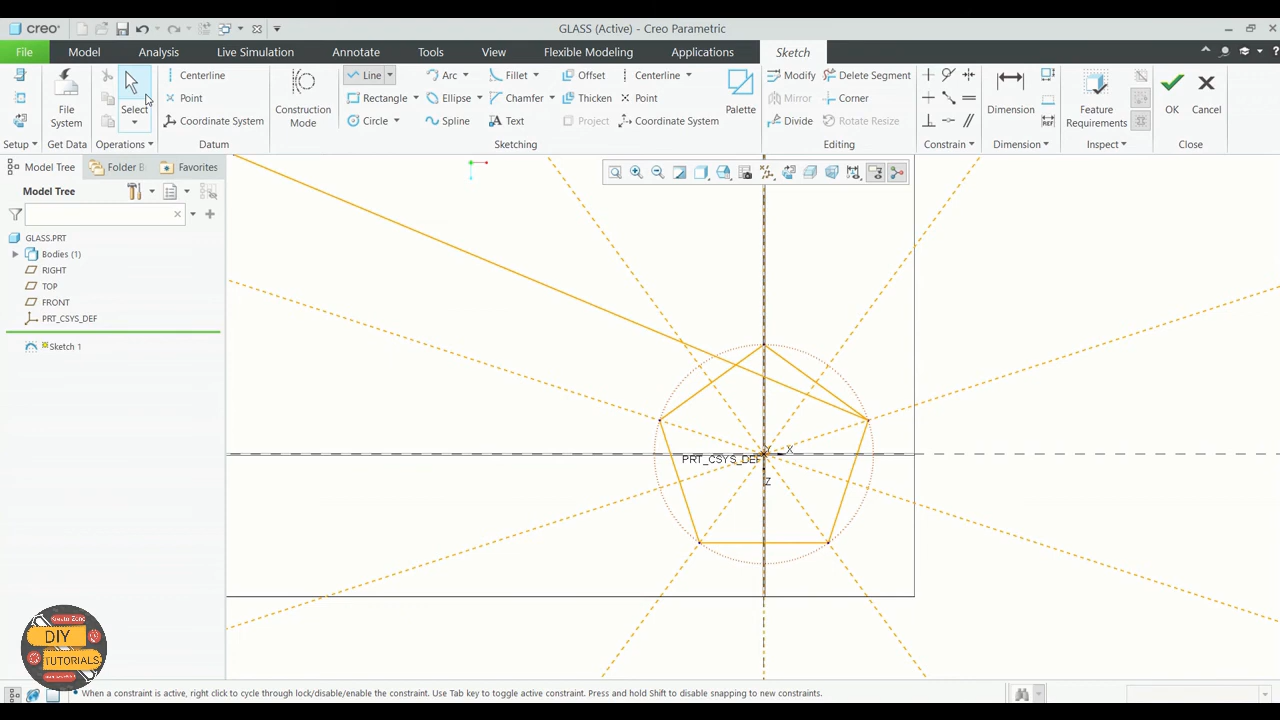 creo
GLASS (Active) - Creo Parametric
File Model Analysis Live Simulation Annotate Tools View Flexible Modeling Applications Sketch
File System
Select
Centerline
Point
Coordinate System
Construction Mode
Line Arc Fillet Offset Centerline
Rectangle Ellipse Chamfer Thicken Point
Circle Spline Text Project Coordinate System
Palette
Modify Delete Segment
Mirror Corner
Divide Rotate Resize
Dimension
REF
Feature Requirements
OK Cancel
Setup Get Data Operations Datum Sketching Editing Constrain Dimension Inspect Close
Model Tree Folder B Favorites
Model Tree
GLASS.PRT
Bodies (1)
RIGHT
TOP
FRONT
PRT_CSYS_DEF
Sketch 1
Y X
PRT_CSYS_DEF
Z
Kreato Zone
DIY
TUTORIALS
When a constraint is active, right click to cycle through lock/disable/enable the constraint. Use Tab key to toggle active constraint. Press and hold Shift to disable snapping to new constraints.